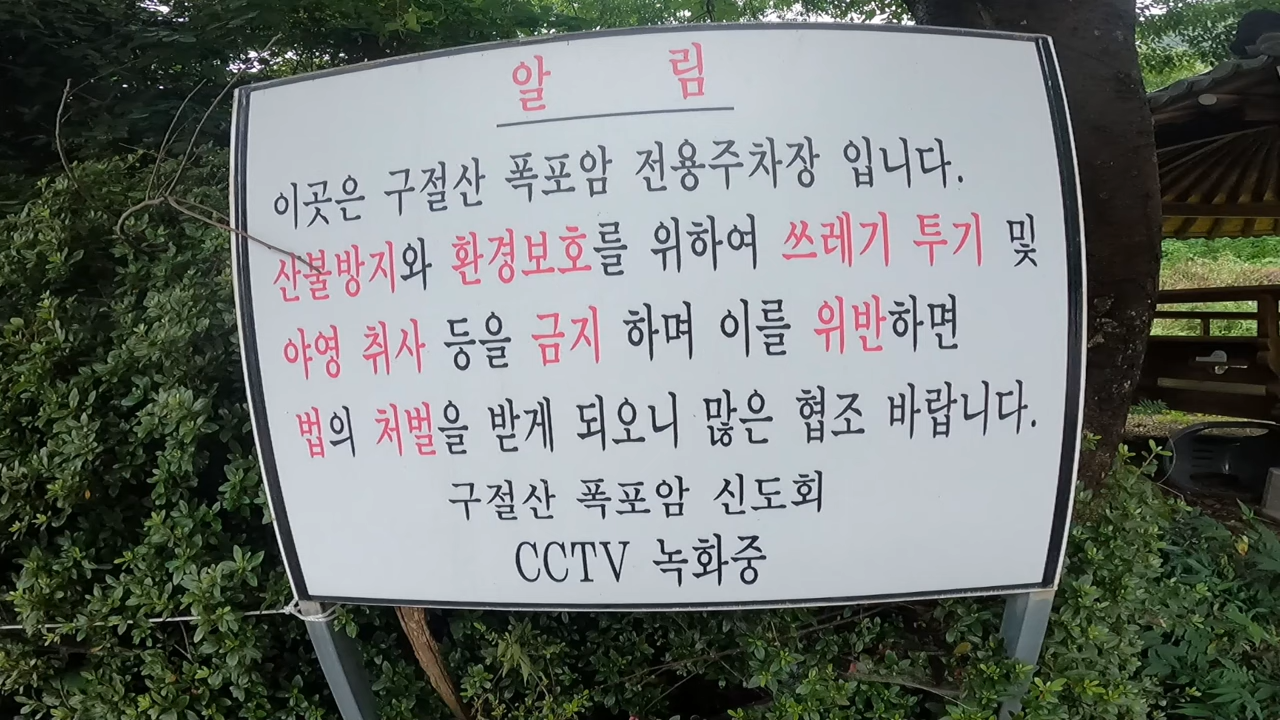 알 림
이곳은 구절산 폭포암 전용주차장 입니다.
산불방지와 환경보호를 위하여 쓰레기 투기 및
야영 취사 등을 금지 하며 이를 위반하면
법의 처벌을 받게 되오니 많은 협조 바랍니다.
구절산 폭포암 신도회
CCTV 녹화중